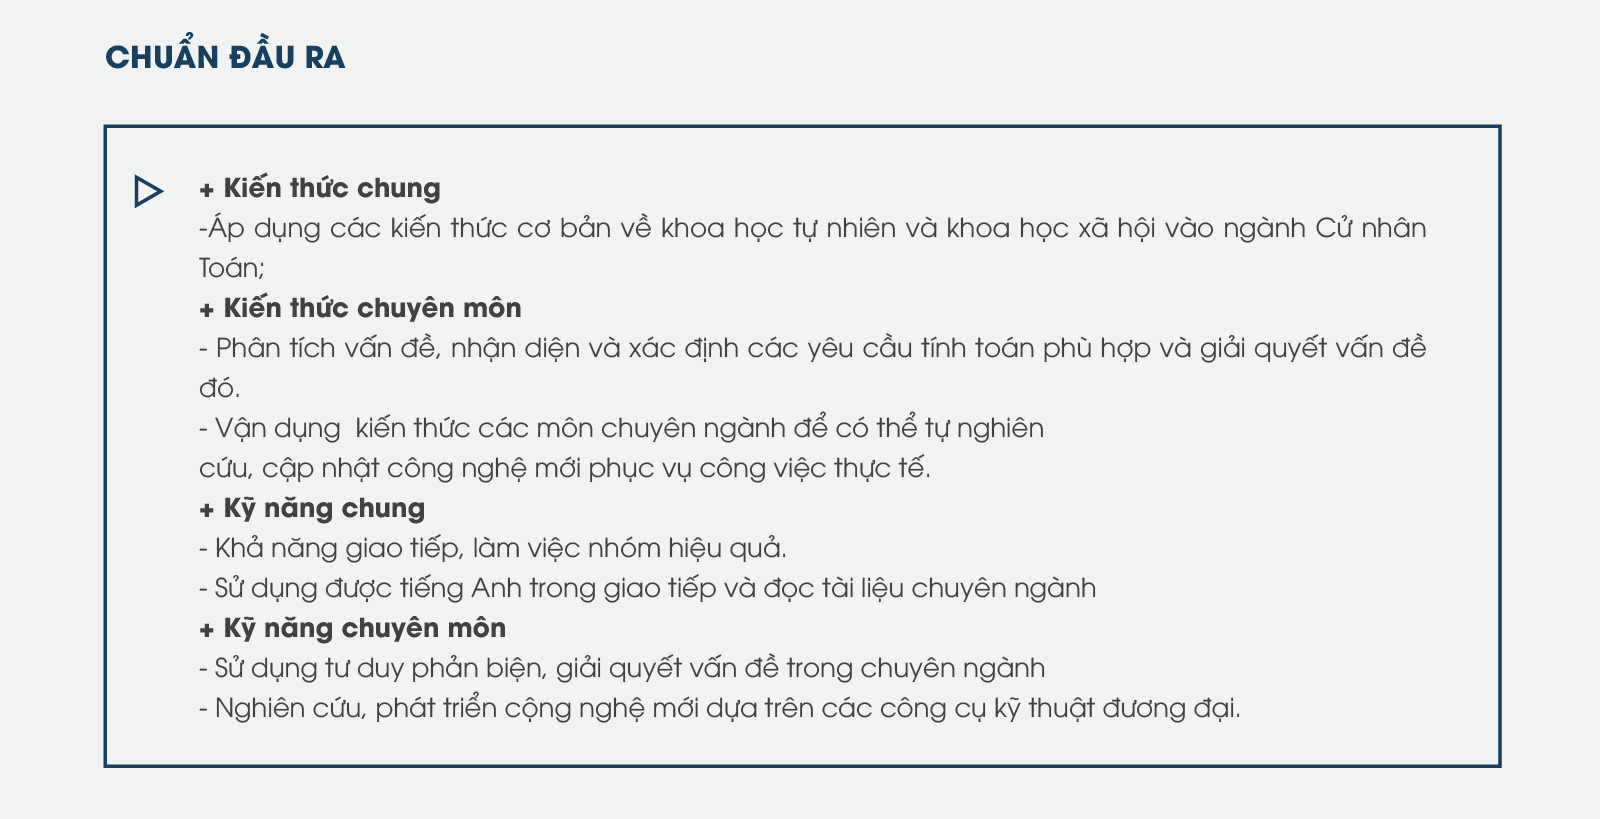 CHUẨN ĐẦU RA
+ Kiến thức chung
-Áp dụng các kiến thức cơ bản về khoa học tự nhiên và khoa học xã hội vào ngành Cử nhân
Toán;
+ Kiến thức chuyên môn
- Phân tích vấn đề, nhận diện và xác định các yêu cầu tính toán phù hợp và giải quyết vấn đề
đó.
- Vận dụng  kiến thức các môn chuyên ngành để có thể tự nghiên
cứu, cập nhật công nghệ mới phục vụ công việc thực tế.
+ Kỹ năng chung
- Khả năng giao tiếp, làm việc nhóm hiệu quả.
- Sử dụng được tiếng Anh trong giao tiếp và đọc tài liệu chuyên ngành
+ Kỹ năng chuyên môn
- Sử dụng tư duy phản biện, giải quyết vấn đề trong chuyên ngành
- Nghiên cứu, phát triển cộng nghệ mới dựa trên các công cụ kỹ thuật đương đại.